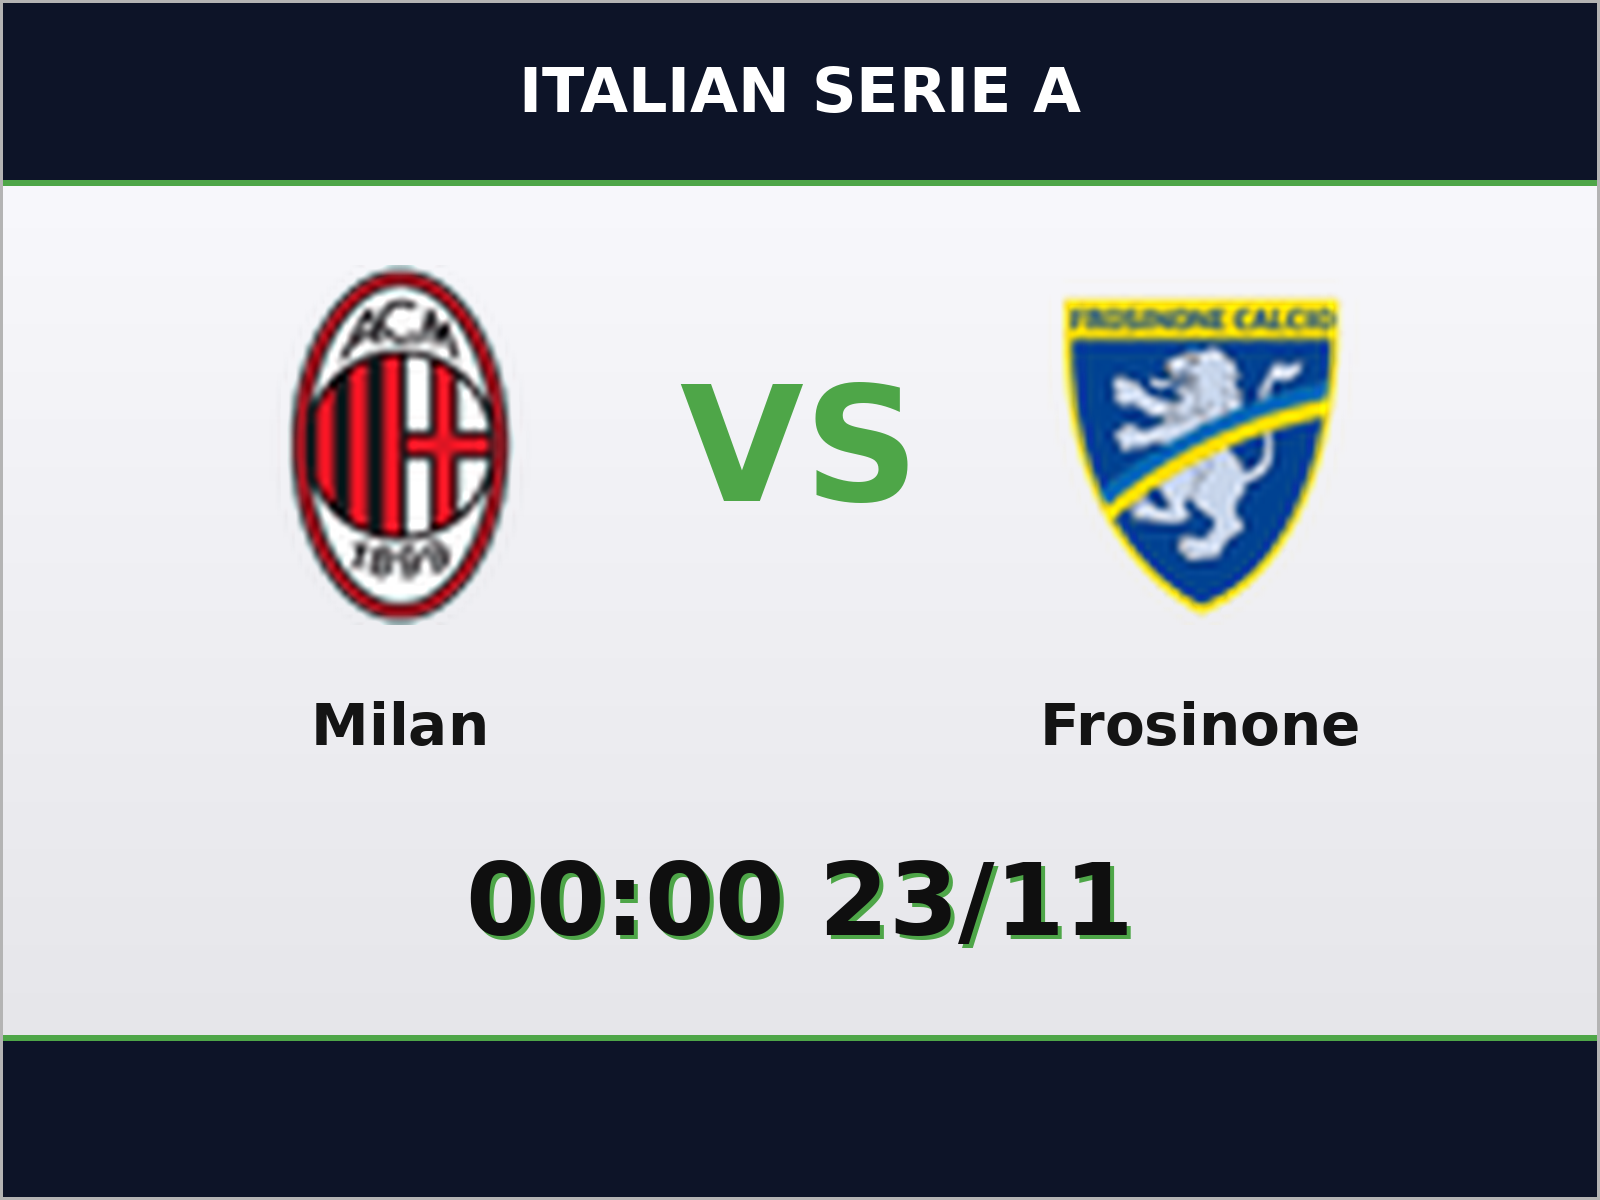 ITALIAN SERIE A
ACM
1899
VS
FROSINONE CALCIO
Milan
Frosinone
00:00 23/11